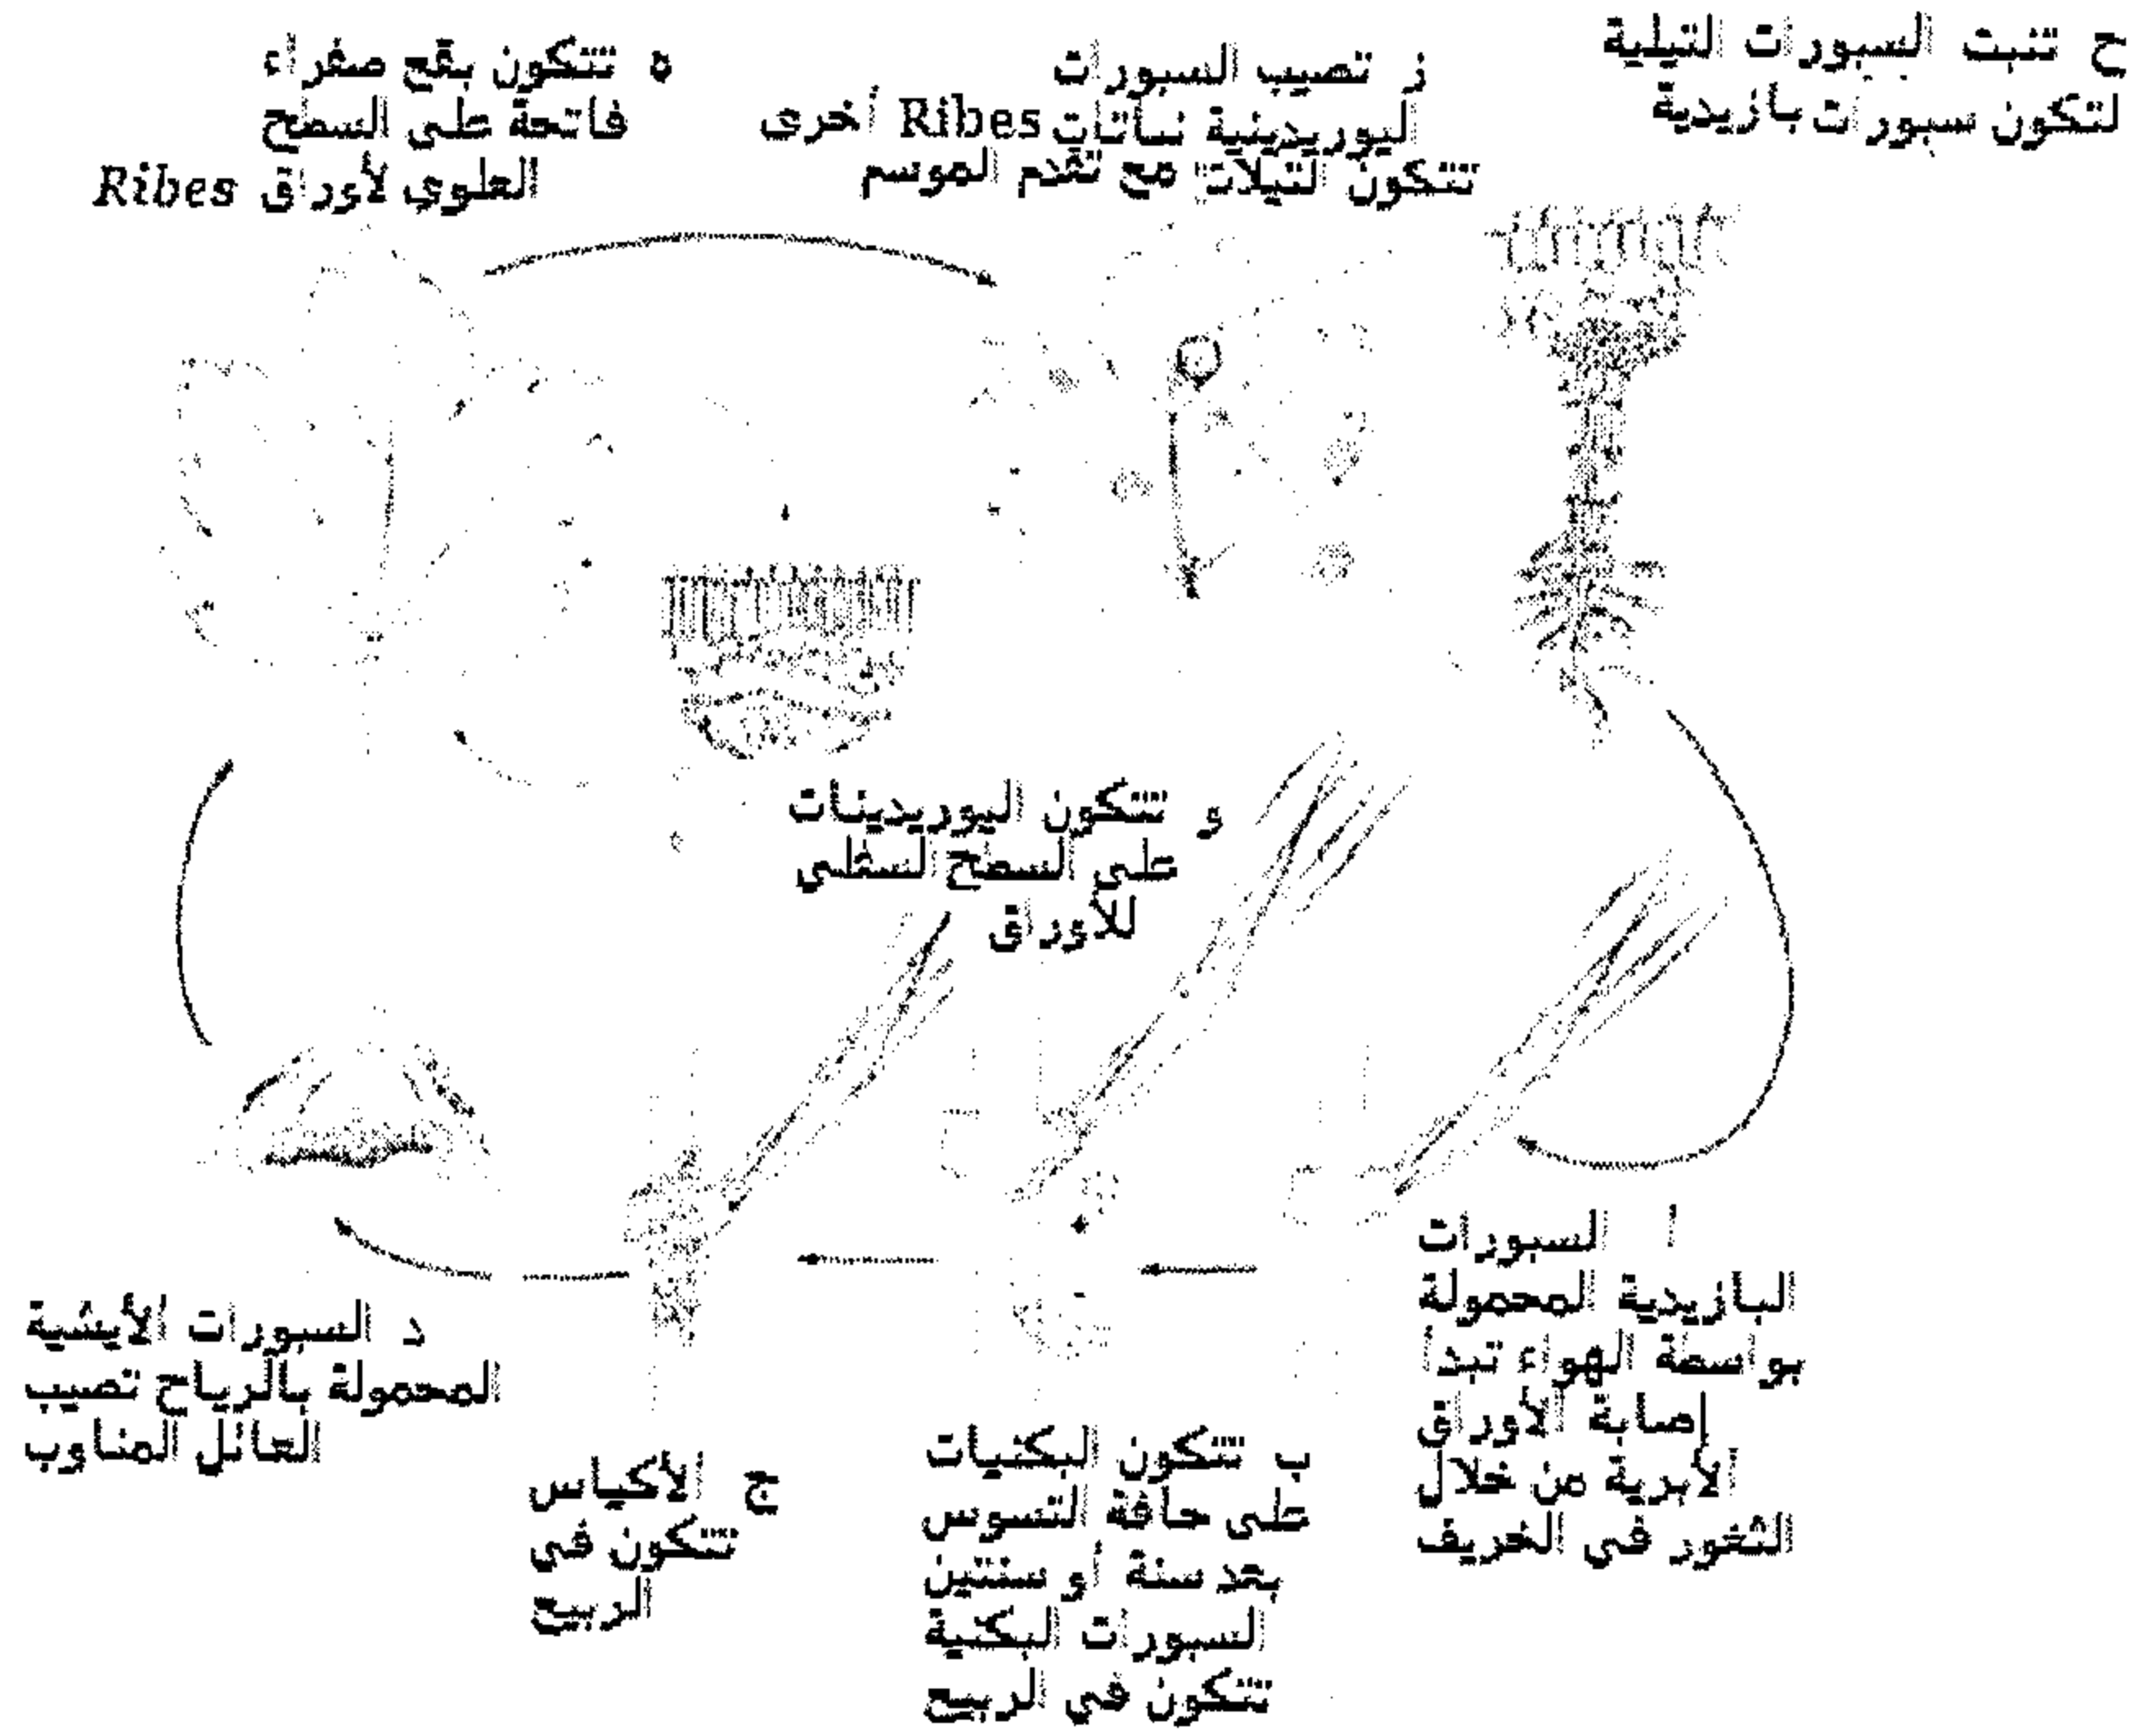 ح تنبت السبورات التيلية
لتكون سبورات بازيدية
ز تصيب السبورات
اليوريدينية نباتات Ribes أخرى
تتكون التيلات مع تقدم الموسم
ه تتكون بقع صفراء
فاتحة على السطح
العلوي لأوراق Ribes
و تتكون اليوريدينات
على السطح السفلى
للأوراق
ا السبورات
البازيدية المحمولة
بواسطة الهواء تبدأ
إصابة الأوراق
الأبرية من خلال
الثغور في الخريف
ب تتكون البكنيات
على حافة التسوس
بعد سنة أو سنتين
السبورات البكنية
تتكون في الربيع
ج الأكياس
تتكون في
الربيع
د السبورات الأيشية
المحمولة بالرياح تصيب
العائل المناوب